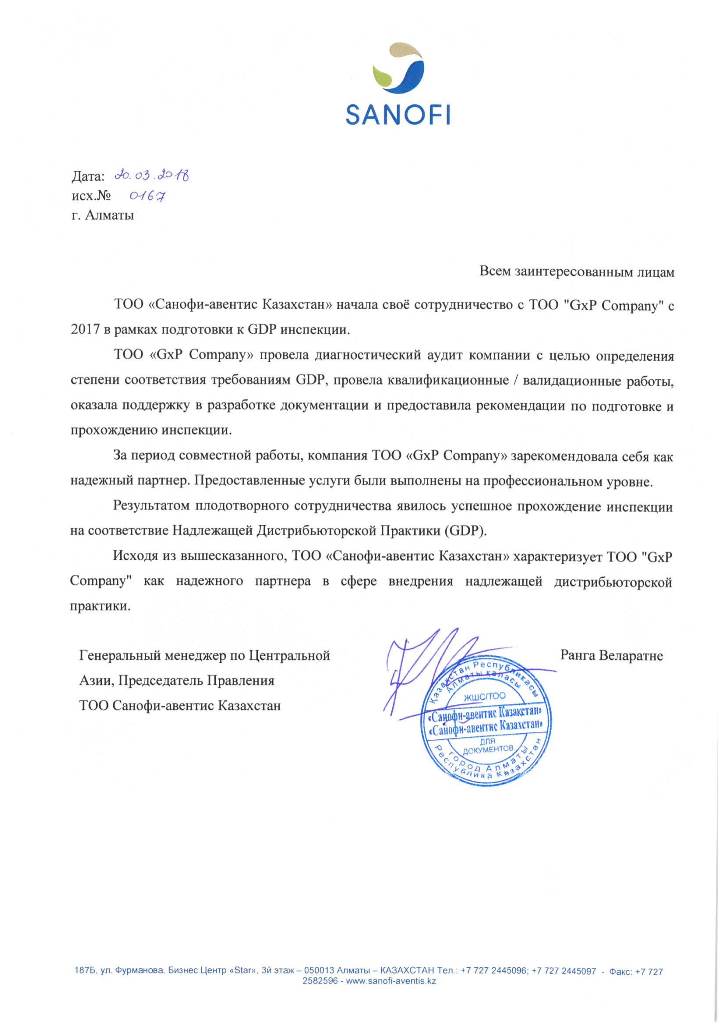 SANOFI
Дата: 20.03.2018
исх.№ 0167
г. Алматы
Всем заинтересованным лицам
ТОО «Санофи-авентис Казахстан» начала своё сотрудничество с ТОО "GxP Company" с
2017 в рамках подготовки к GDP инспекции.
ТОО «GxP Company» провела диагностический аудит компании с целью определения
степени соответствия требованиям GDP, провела квалификационные / валидационные работы,
оказала поддержку в разработке документации и предоставила рекомендации по подготовке и
прохождению инспекции.
За период совместной работы, компания ТОО «GxP Company» зарекомендовала себя как
надежный партнер. Предоставленные услуги были выполнены на профессиональном уровне.
Результатом плодотворного сотрудничества явилось успешное прохождение инспекции
на соответствие Надлежащей Дистрибьюторской Практики (GDP).
Исходя из вышесказанного, ТОО «Санофи-авентис Казахстан» характеризует ТОО "GxP
Company" как надежного партнера в сфере внедрения надлежащей дистрибьюторской
практики.
Генеральный менеджер по Центральной
Азии, Председатель Правления
ТОО Санофи-авентис Казахстан
Ранга Веларатне
Қазақстан Республикасы
Алматы қаласы
ЖШС/ТОО
«Санофи-авентис Казакстан»
«Санофи-авентис Казахстан»
ДЛЯ
ДОКУМЕНТОВ
город Алматы
Республика Казахстан
187Б, ул. Фурманова, Бизнес Центр «Star», 3й этаж – 050013 Алматы – КАЗАХСТАН Тел.: +7 727 2445096; +7 727 2445097 - Факс: +7 727
2582596 - www.sanofi-aventis.kz